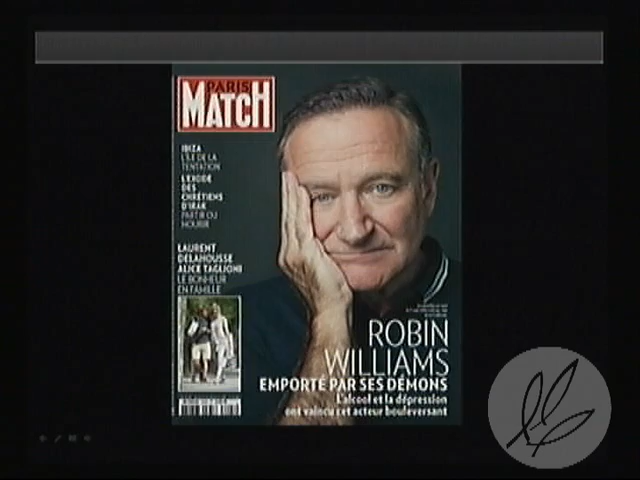 PARIS
MATCH
IBIZA
L'ÎLE DE LA
TENTATION
L'EXODE
DES
CHRÉTIENS
D'IRAK
PARTIR OU
MOURIR
LAURENT
DELAHOUSSE
ALICE TAGLIONI
LE BONHEUR
EN FAMILLE
ROBIN
WILLIAMS
EMPORTÉ PAR SES DÉMONS
L'alcool et la dépression
ont vaincu cet acteur bouleversant